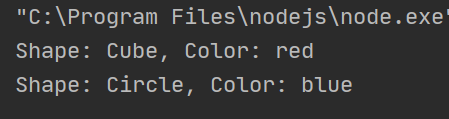 "C:\Program Files\nodejs\node.exe"
Shape: Cube, Color: red
Shape: Circle, Color: blue